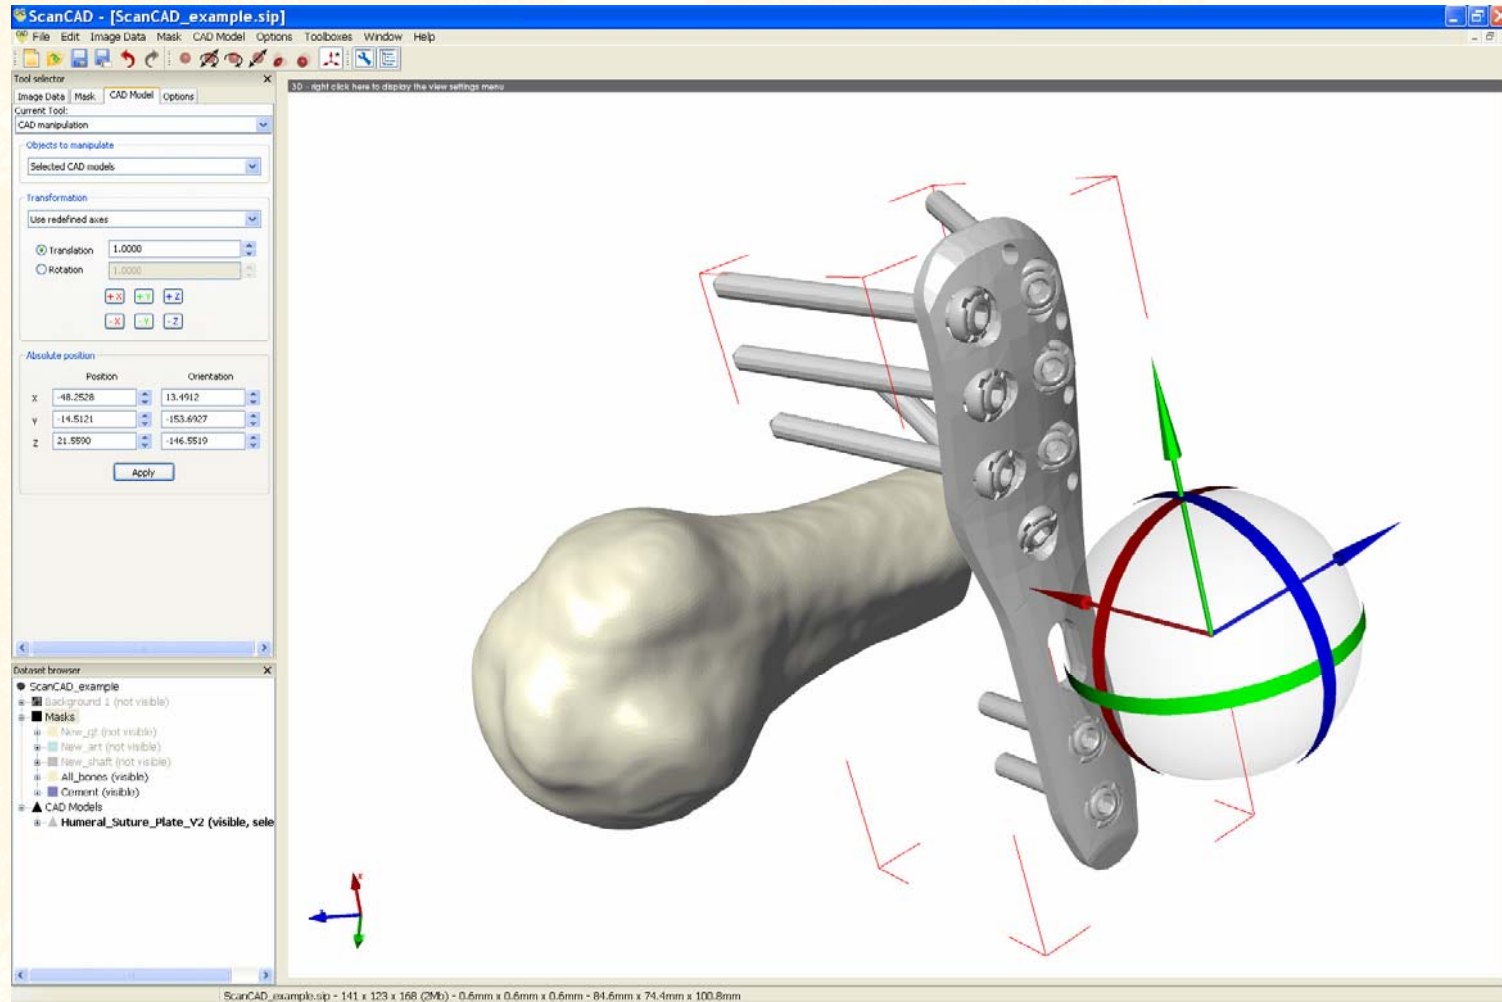 ScanCAD - [ScanCAD_example.sip]
File Edit Image Data Mask CAD Model Options Toolboxes Window Help
Tool selector
Image Data Mask CAD Model Options
Current Tool:
CAD manipulation
Objects to manipulate
Selected CAD models
Transformation
Use redefined axes
Translation 1.0000
Rotation 1.0000
+X +Y +Z
-X -Y -Z
Absolute position
Position Orientation
X -48.2528 13.4912
Y -14.5121 -153.6927
Z 21.5590 -146.5519
Apply
3D - right click here to display the view settings menu
Dataset browser
ScanCAD_example
Background 1 (not visible)
Masks
New_gt (not visible)
New_art (not visible)
New_shaft (not visible)
All_bones (visible)
Cement (visible)
CAD Models
Humeral_Suture_Plate_V2 (visible, sele
ScanCAD_example.sip - 141 x 123 x 168 (2Mb) - 0.6mm x 0.6mm x 0.6mm - 84.6mm x 74.4mm x 100.8mm